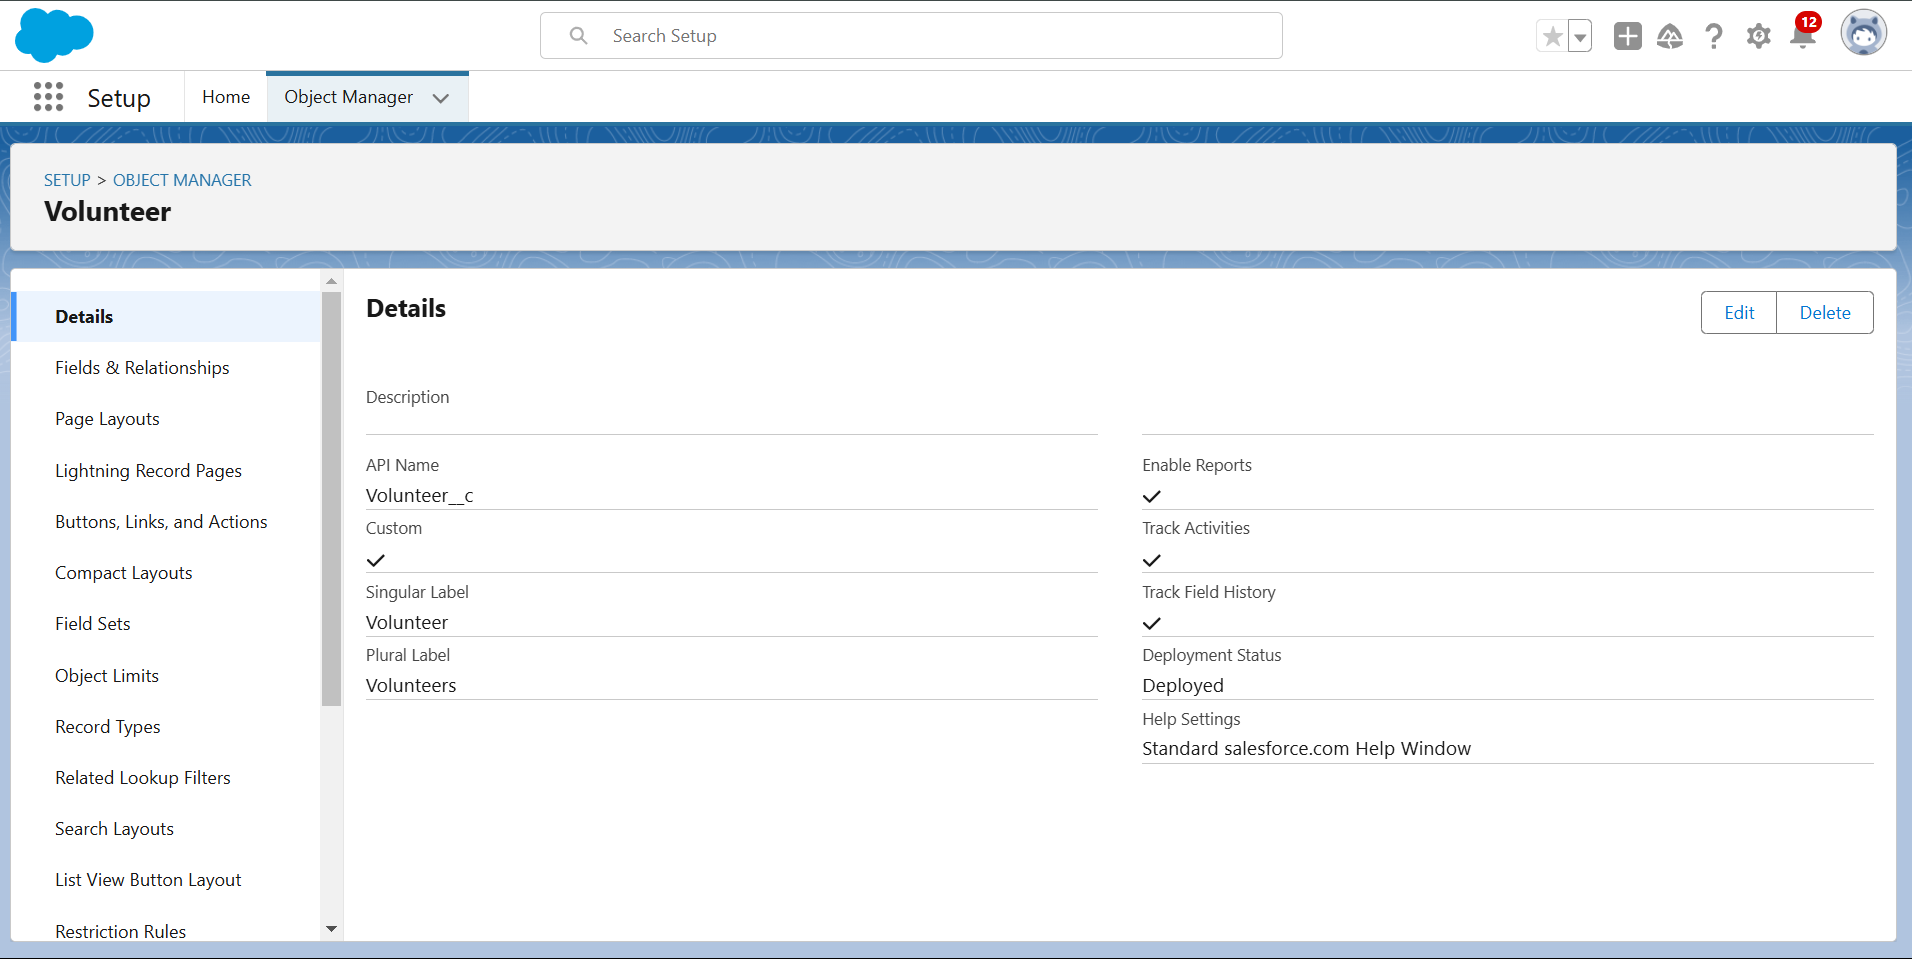 Search Setup
12
Setup
Home
Object Manager
SETUP > OBJECT MANAGER
Volunteer
Details
Fields & Relationships
Page Layouts
Lightning Record Pages
Buttons, Links, and Actions
Compact Layouts
Field Sets
Object Limits
Record Types
Related Lookup Filters
Search Layouts
List View Button Layout
Restriction Rules
Details
Edit
Delete
Description
API Name
Volunteer__c
Custom
Singular Label
Volunteer
Plural Label
Volunteers
Enable Reports
Track Activities
Track Field History
Deployment Status
Deployed
Help Settings
Standard salesforce.com Help Window